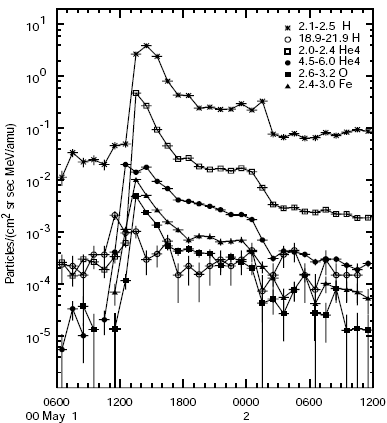 10¹
10⁰
10⁻¹
10⁻²
10⁻³
10⁻⁴
10⁻⁵
Particles/(cm² sr sec MeV/amu)
2.1-2.5 H
18.9-21.9 H
2.0-2.4 He4
4.5-6.0 He4
2.6-3.2 O
2.4-3.0 Fe
0600 1200 1800 0000 0600 1200
00 May 1 2